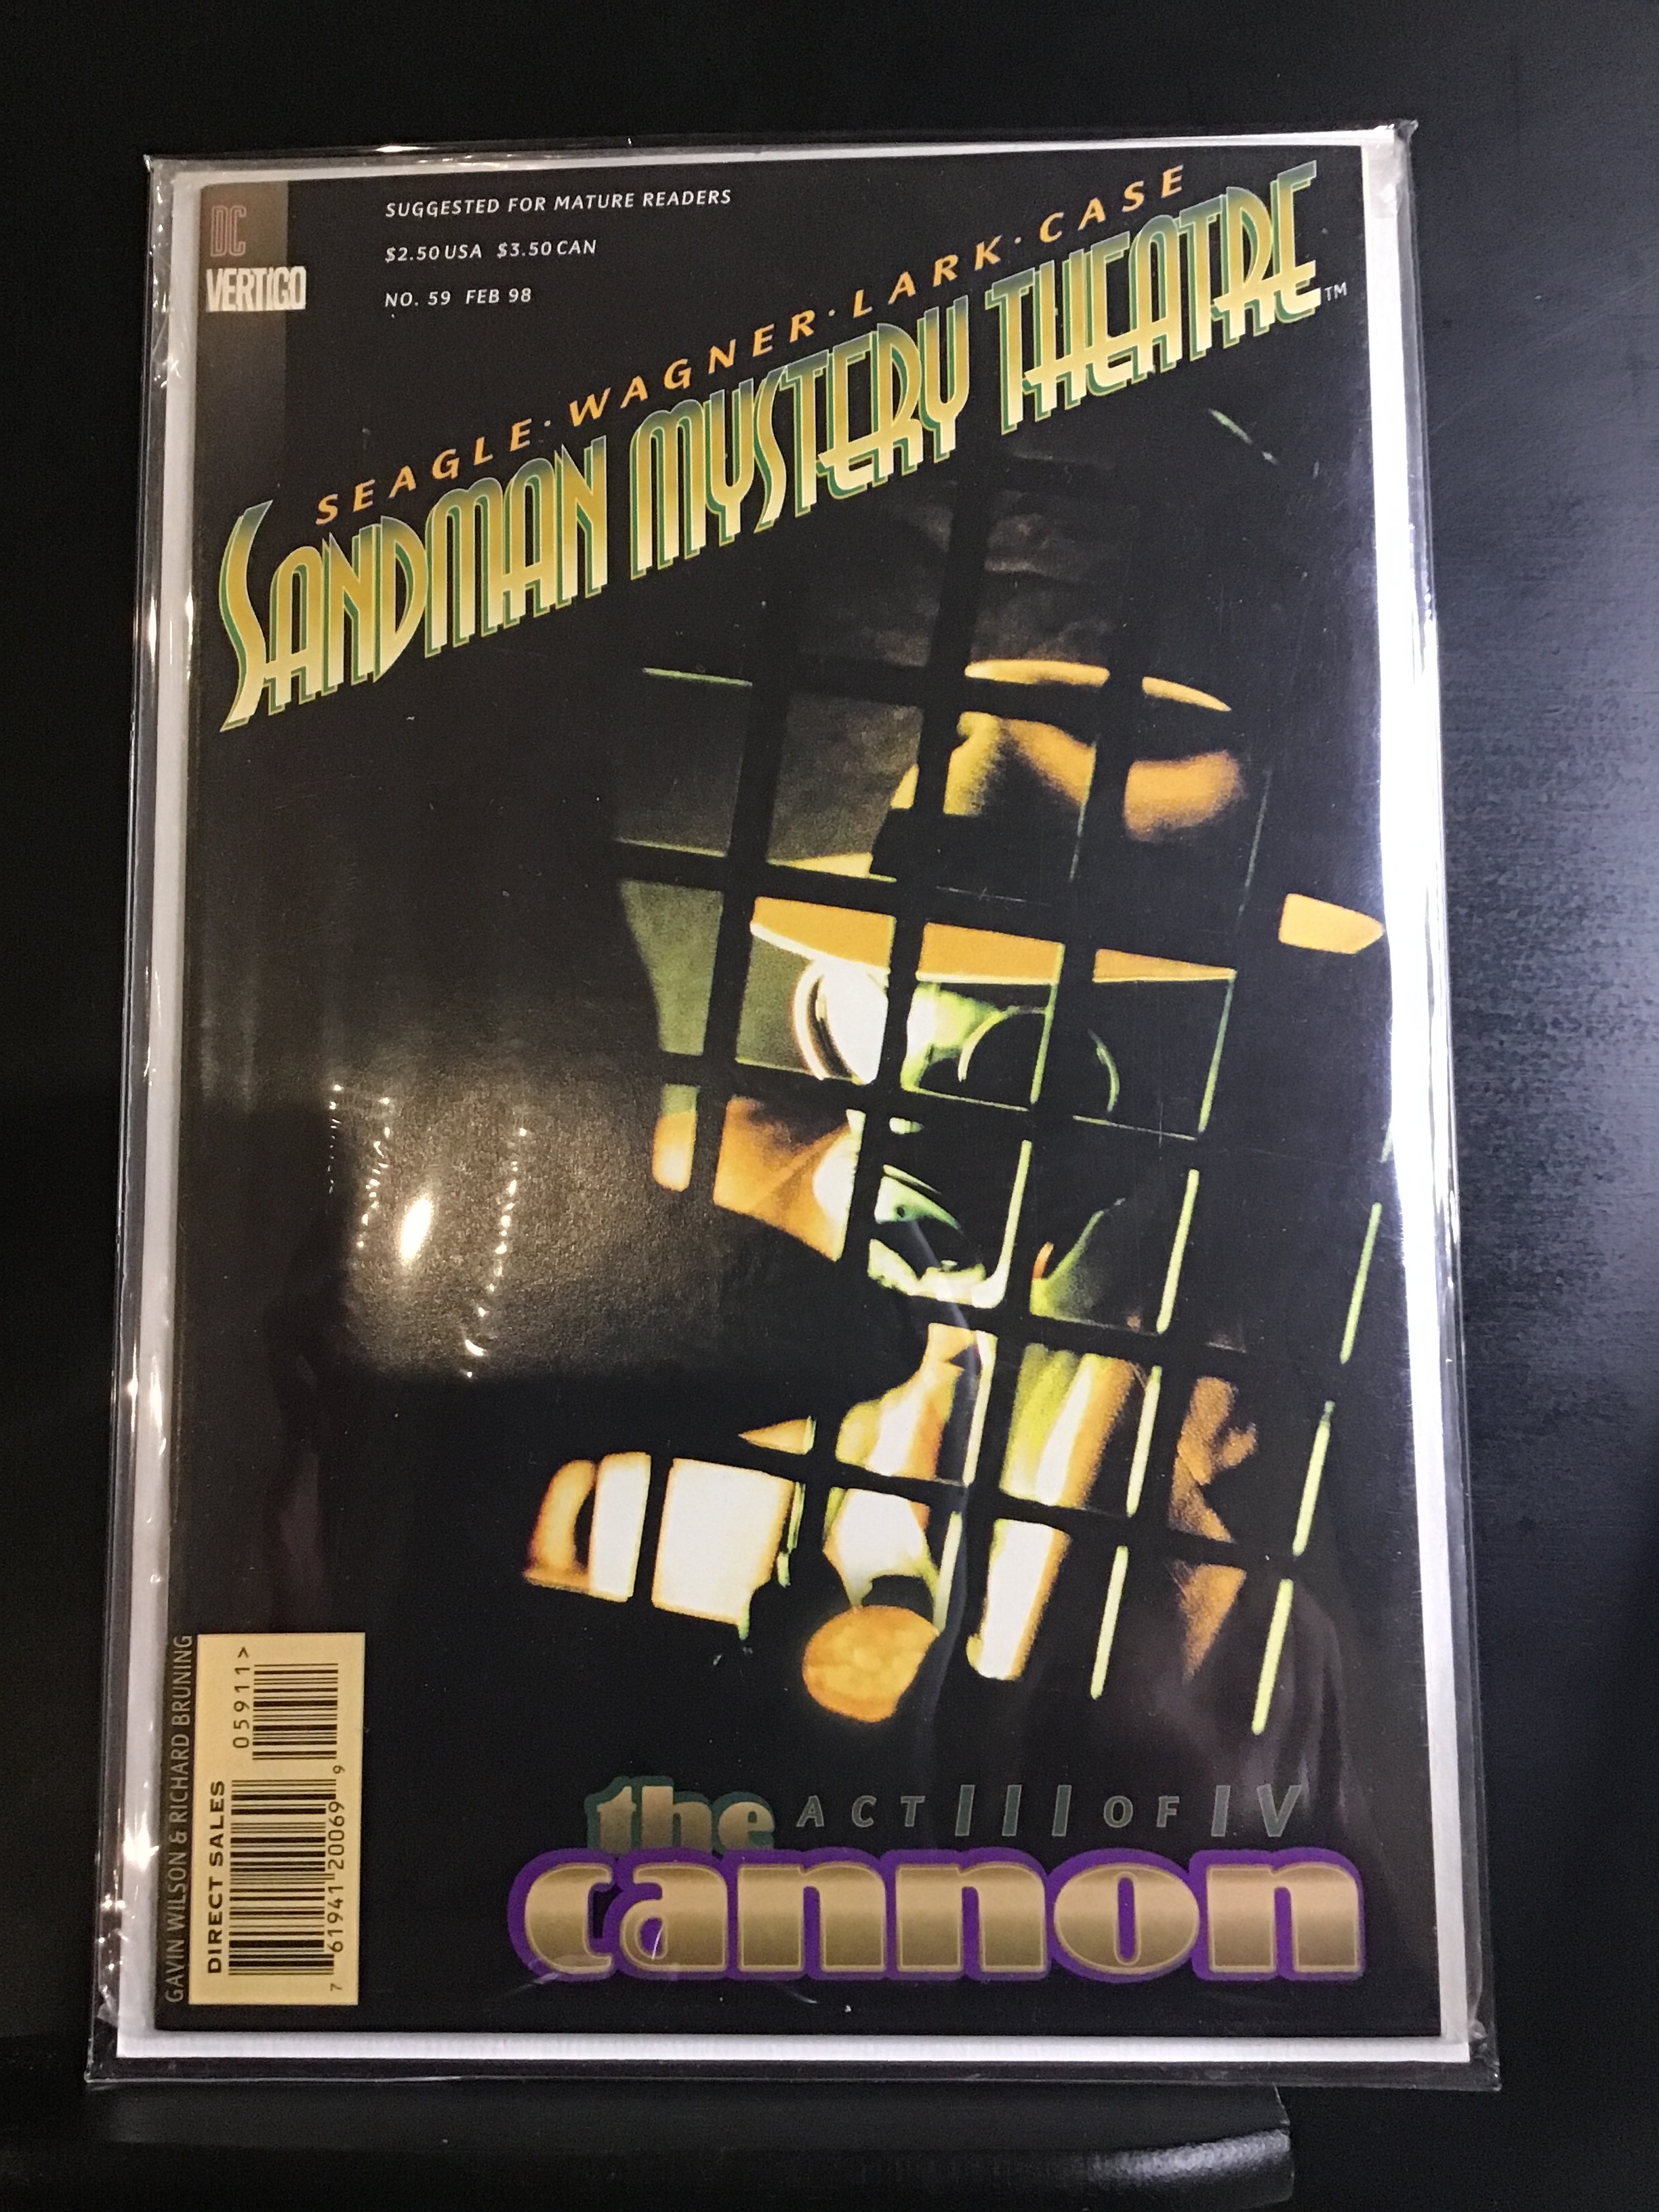 DC
VERTIGO
SUGGESTED FOR MATURE READERS
$2.50 USA $3.50 CAN
NO. 59 FEB 98
SEAGLE · WAGNER · LARK · CASE
SANDMAN MYSTERY THEATRE™
the ACT III OF IV
cannon
GAVIN WILSON & RICHARD BRUNING
DIRECT SALES
7 61941 20069 9
05911>